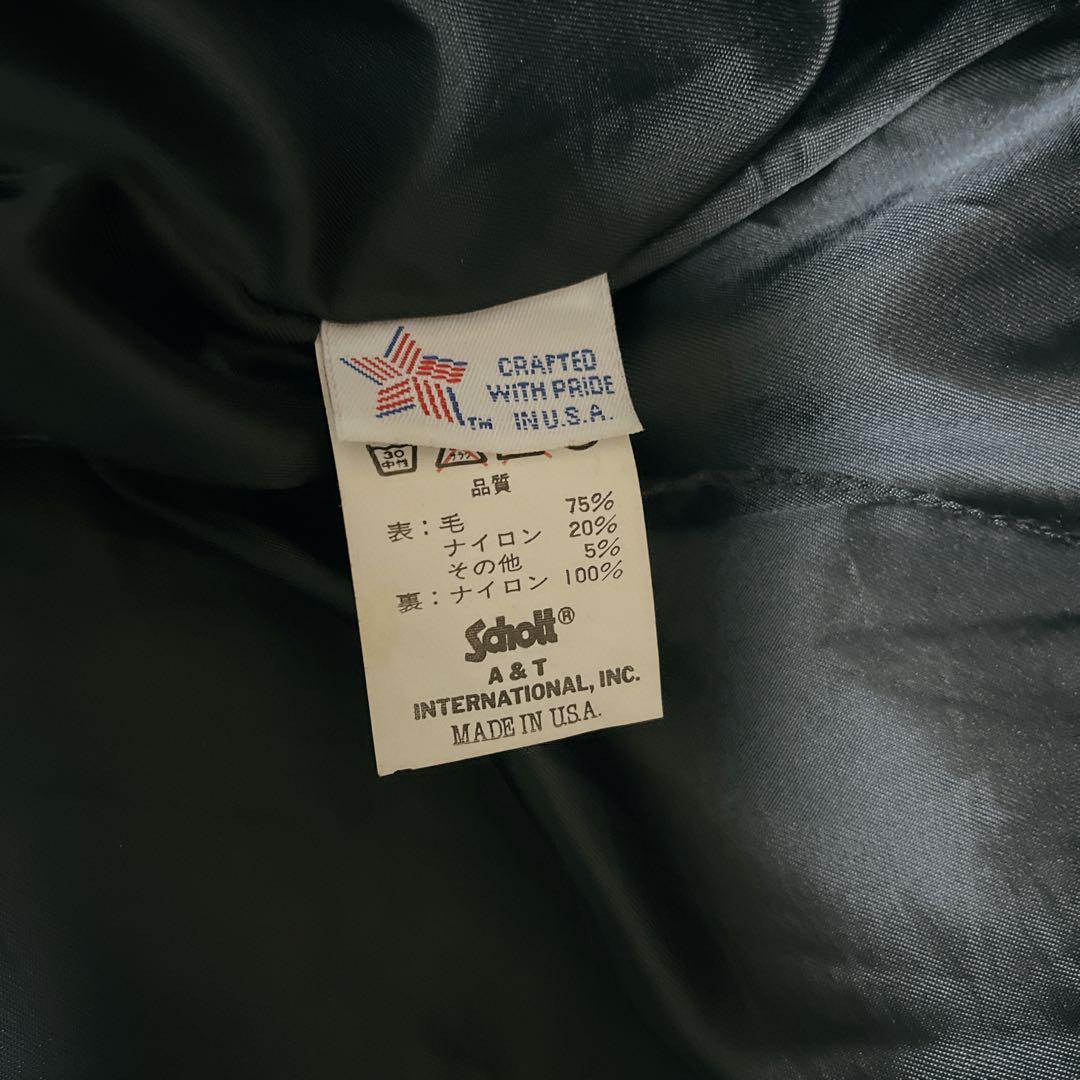 CRAFTED
WITH PRIDE
IN U.S.A.
TM
30
中性
品質
表：毛 75%
ナイロン 20%
その他 5%
裏：ナイロン 100%
Schott®
A & T
INTERNATIONAL, INC.
MADE IN U.S.A.